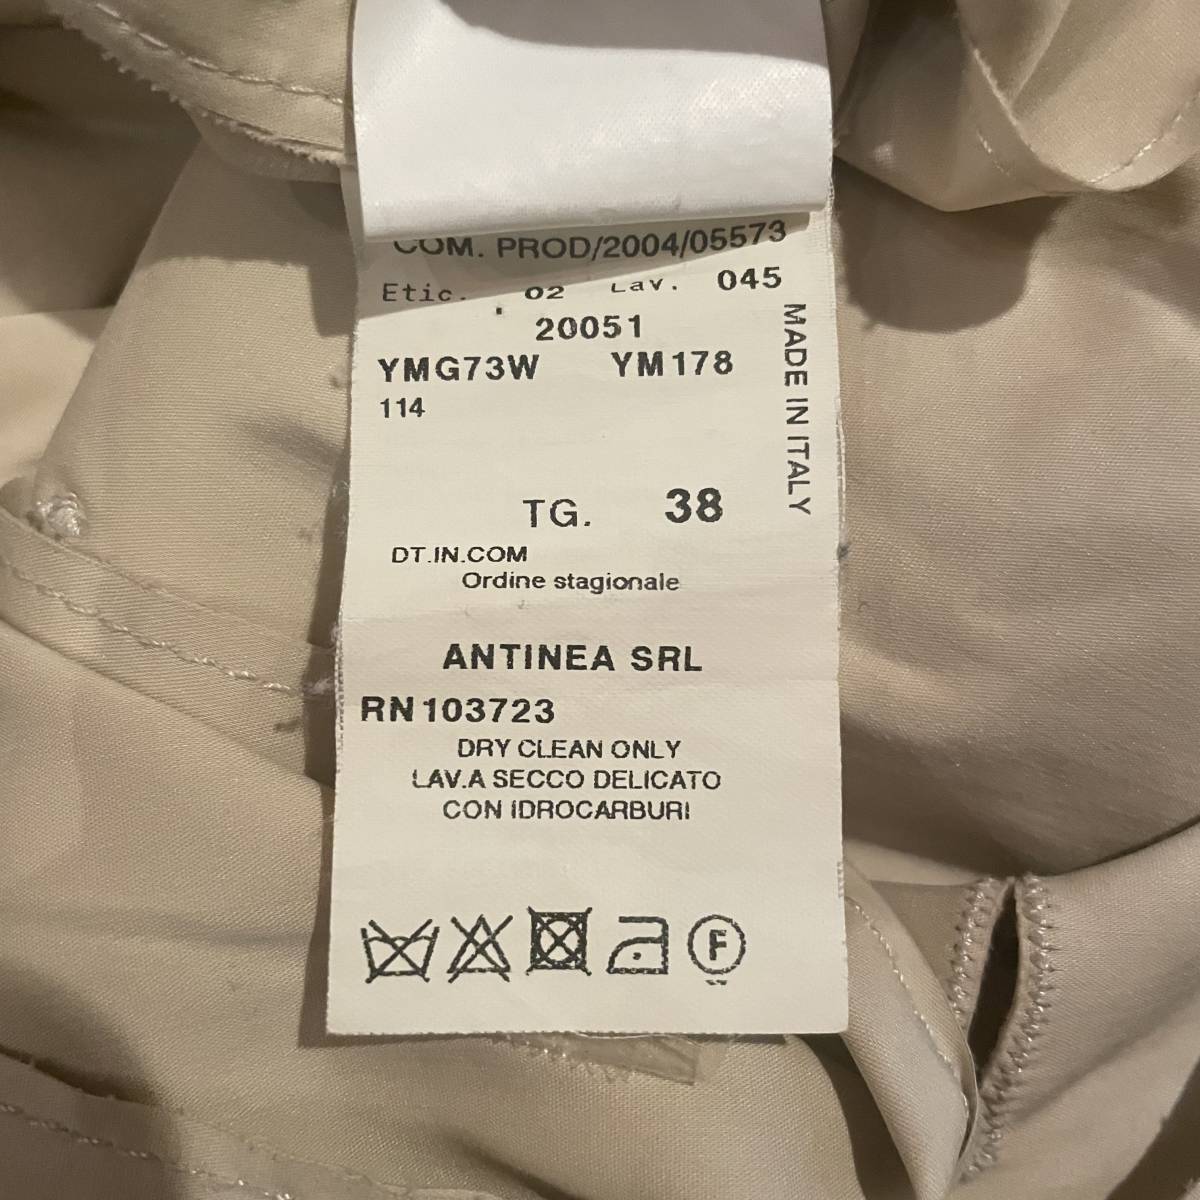 COM. PROD/2004/05573
Etic. 02 Lav. 045
20051
YMG73W YM178
114
MADE IN ITALY
TG. 38
DT.IN.COM
Ordine stagionale
ANTINEA SRL
RN103723
DRY CLEAN ONLY
LAV.A SECCO DELICATO
CON IDROCARBURI
F